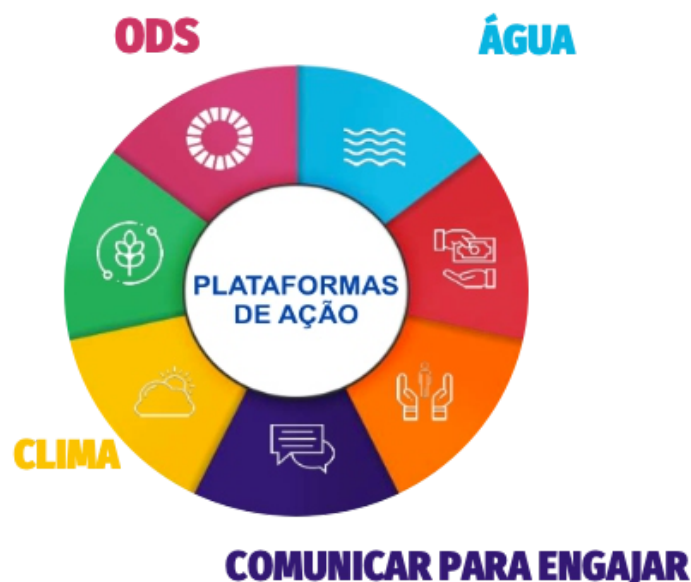 ODS
ÁGUA
PLATAFORMAS
DE AÇÃO
CLIMA
COMUNICAR PARA ENGAJAR